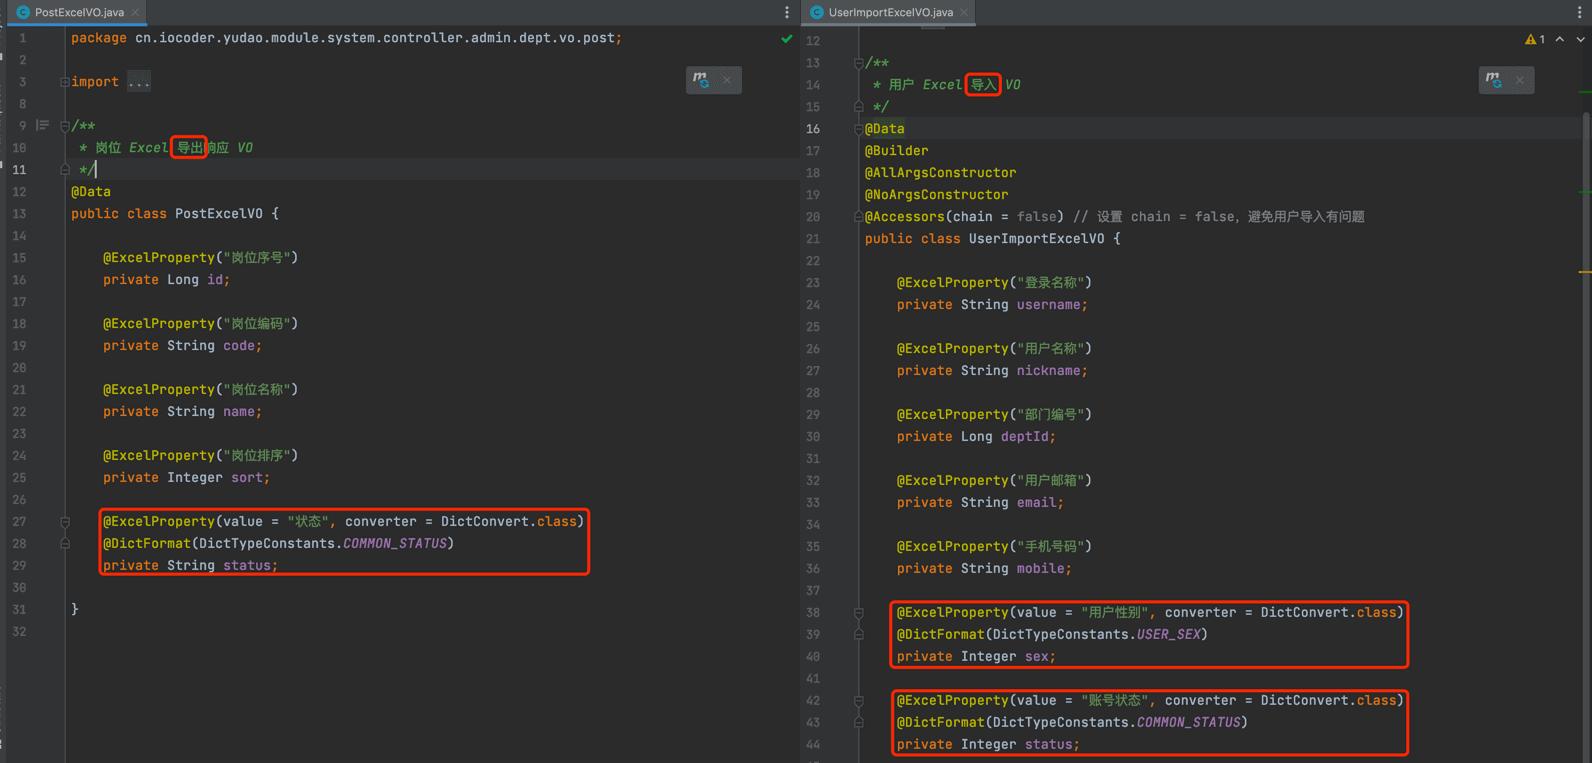 PostExcelVO.java
1 package cn.iocoder.yudao.module.system.controller.admin.dept.vo.post;
2
3 import ...
8
9 /**
10 * 岗位 Excel 导出响应 VO
11 */
12 @Data
13 public class PostExcelVO {
14
15 @ExcelProperty("岗位序号")
16 private Long id;
17
18 @ExcelProperty("岗位编码")
19 private String code;
20
21 @ExcelProperty("岗位名称")
22 private String name;
23
24 @ExcelProperty("岗位排序")
25 private Integer sort;
26
27 @ExcelProperty(value = "状态", converter = DictConvert.class)
28 @DictFormat(DictTypeConstants.COMMON_STATUS)
29 private String status;
30
31 }
32
UserImportExcelVO.java
1
12
13 /**
14 * 用户 Excel 导入 VO
15 */
16 @Data
17 @Builder
18 @AllArgsConstructor
19 @NoArgsConstructor
20 @Accessors(chain = false) // 设置 chain = false，避免用户导入有问题
21 public class UserImportExcelVO {
22
23 @ExcelProperty("登录名称")
24 private String username;
25
26 @ExcelProperty("用户名称")
27 private String nickname;
28
29 @ExcelProperty("部门编号")
30 private Long deptId;
31
32 @ExcelProperty("用户邮箱")
33 private String email;
34
35 @ExcelProperty("手机号码")
36 private String mobile;
37
38 @ExcelProperty(value = "用户性别", converter = DictConvert.class)
39 @DictFormat(DictTypeConstants.USER_SEX)
40 private Integer sex;
41
42 @ExcelProperty(value = "账号状态", converter = DictConvert.class)
43 @DictFormat(DictTypeConstants.COMMON_STATUS)
44 private Integer status;